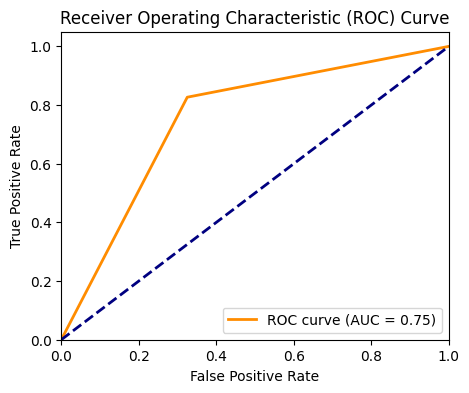 Receiver Operating Characteristic (ROC) Curve
1.0
0.8
0.6
0.4
0.2
0.0
True Positive Rate
ROC curve (AUC = 0.75)
0.0 0.2 0.4 0.6 0.8 1.0
False Positive Rate